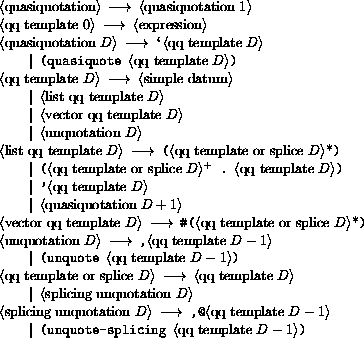 ⟨quasiquotation⟩ ⟶ ⟨quasiquotation 1⟩
⟨qq template 0⟩ ⟶ ⟨expression⟩
⟨quasiquotation D⟩ ⟶ `⟨qq template D⟩
| (quasiquote ⟨qq template D⟩)
⟨qq template D⟩ ⟶ ⟨simple datum⟩
| ⟨list qq template D⟩
| ⟨vector qq template D⟩
| ⟨unquotation D⟩
⟨list qq template D⟩ ⟶ (⟨qq template or splice D⟩*)
| (⟨qq template or splice D⟩⁺ . ⟨qq template D⟩)
| '⟨qq template D⟩
| ⟨quasiquotation D + 1⟩
⟨vector qq template D⟩ ⟶ #(⟨qq template or splice D⟩*)
⟨unquotation D⟩ ⟶ ,⟨qq template D − 1⟩
| (unquote ⟨qq template D − 1⟩)
⟨qq template or splice D⟩ ⟶ ⟨qq template D⟩
| ⟨splicing unquotation D⟩
⟨splicing unquotation D⟩ ⟶ ,@⟨qq template D − 1⟩
| (unquote-splicing ⟨qq template D − 1⟩)